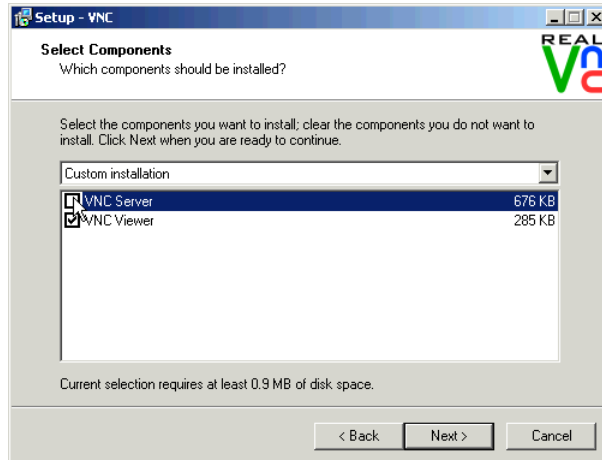 Setup - VNC
Select Components
Which components should be installed?
REAL
Vnc
Select the components you want to install; clear the components you do not want to
install. Click Next when you are ready to continue.
Custom installation
VNC Server 676 KB
VNC Viewer 285 KB
Current selection requires at least 0.9 MB of disk space.
< Back Next > Cancel